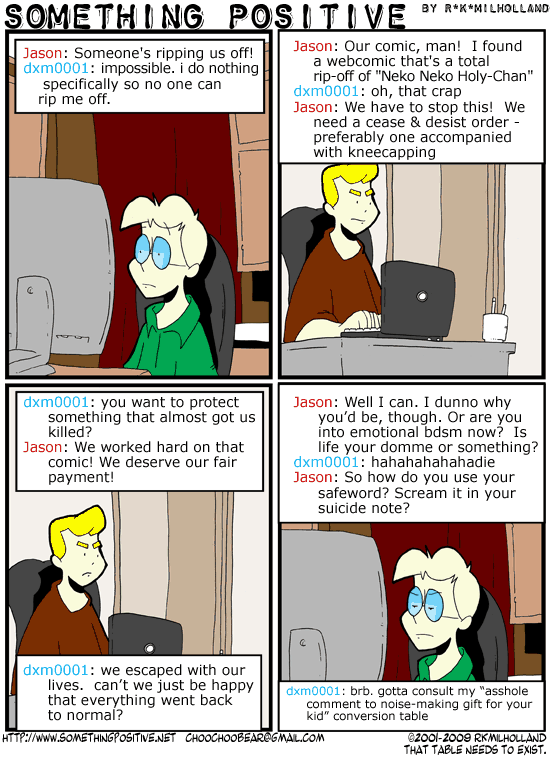 SOMETHING POSITIVE BY R*K*MILHOLLAND
Jason: Someone's ripping us off!
dxm0001: impossible. i do nothing
specifically so no one can
rip me off.
Jason: Our comic, man! I found
a webcomic that's a total
rip-off of "Neko Neko Holy-Chan"
dxm0001: oh, that crap
Jason: We have to stop this! We
need a cease & desist order -
preferably one accompanied
with kneecapping
dxm0001: you want to protect
something that almost got us
killed?
Jason: We worked hard on that
comic! We deserve our fair
payment!
dxm0001: we escaped with our
lives. can't we just be happy
that everything went back
to normal?
Jason: Well I can. I dunno why
you'd be, though. Or are you
into emotional bdsm now? Is
life your domme or something?
dxm0001: hahahahahahadie
Jason: So how do you use your
safeword? Scream it in your
suicide note?
dxm0001: brb. gotta consult my "asshole
comment to noise-making gift for your
kid" conversion table
HTTP://WWW.SOMETHINGPOSITIVE.NET CHOOCHOOBEAR@GMAIL.COM ©2001-2009 RKMILHOLLAND
THAT TABLE NEEDS TO EXIST.